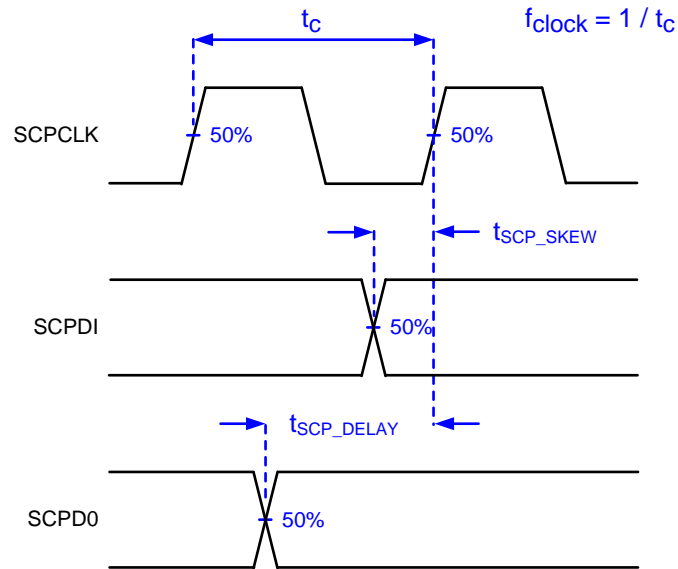 tc
fclock = 1 / tc
SCPCLK
50%
50%
tSCP_SKEW
SCPDI
50%
tSCP_DELAY
SCPD0
50%